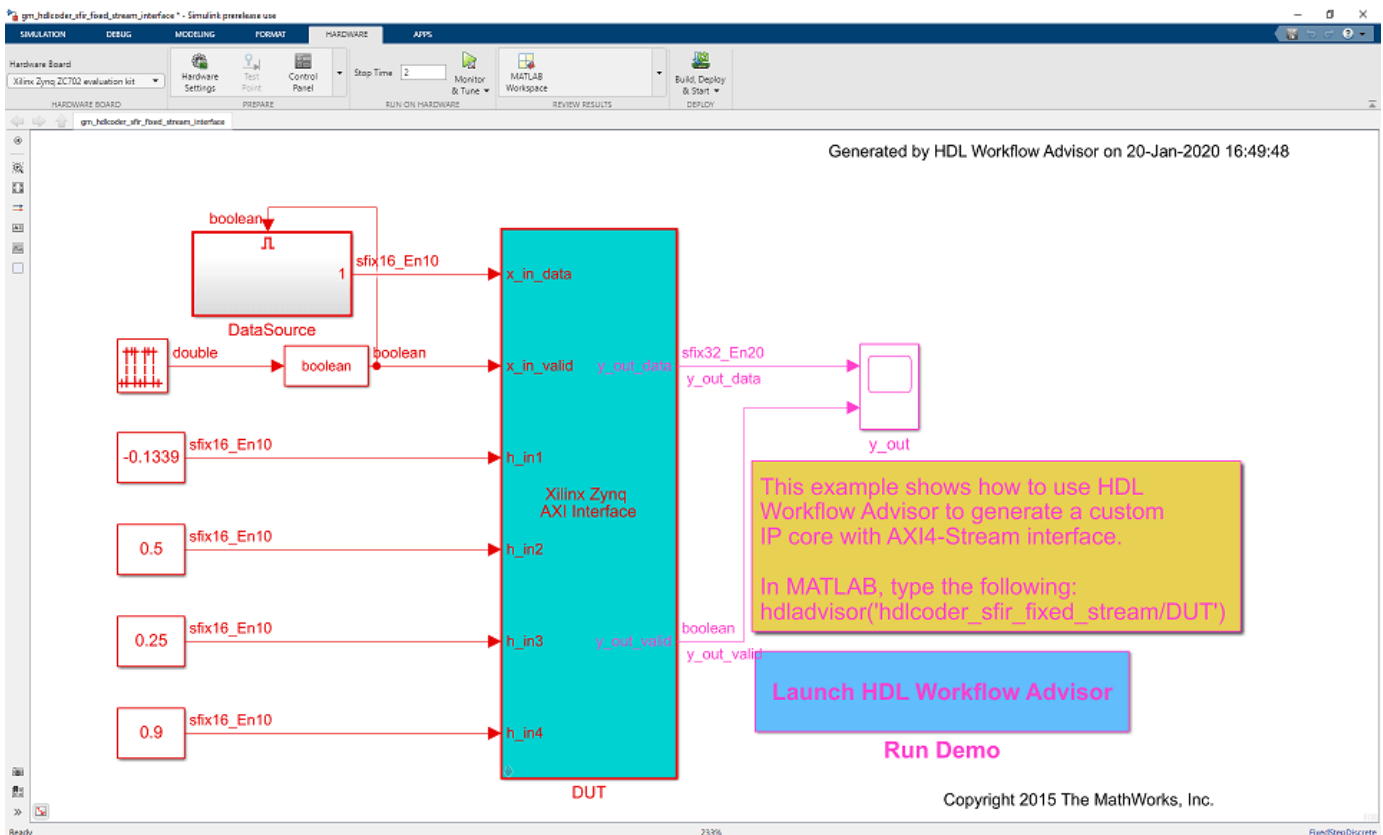 gm_hdlcoder_sfir_fixed_stream_interface * - Simulink prerelease use
SIMULATION DEBUG MODELING FORMAT HARDWARE APPS
Hardware Board
Xilinx Zynq ZC702 evaluation kit
Hardware Settings
Test Point
Control Panel
Stop Time 2
Monitor & Tune
MATLAB Workspace
Build, Deploy & Start
HARDWARE BOARD PREPARE RUN ON HARDWARE REVIEW RESULTS DEPLOY
gm_hdlcoder_sfir_fixed_stream_interface
Generated by HDL Workflow Advisor on 20-Jan-2020 16:49:48
boolean
1
sfix16_En10
x_in_data
DataSource
double
boolean
boolean
x_in_valid
y_out_data
sfix32_En20
y_out_data
y_out
-0.1339
sfix16_En10
h_in1
Xilinx Zynq
AXI Interface
0.5
sfix16_En10
h_in2
0.25
sfix16_En10
h_in3
y_out_valid
boolean
y_out_valid
0.9
sfix16_En10
h_in4
DUT
This example shows how to use HDL
Workflow Advisor to generate a custom
IP core with AXI4-Stream interface.
In MATLAB, type the following:
hdladvisor('hdlcoder_sfir_fixed_stream/DUT')
Launch HDL Workflow Advisor
Run Demo
Copyright 2015 The MathWorks, Inc.
Ready 233% FixedStepDiscrete